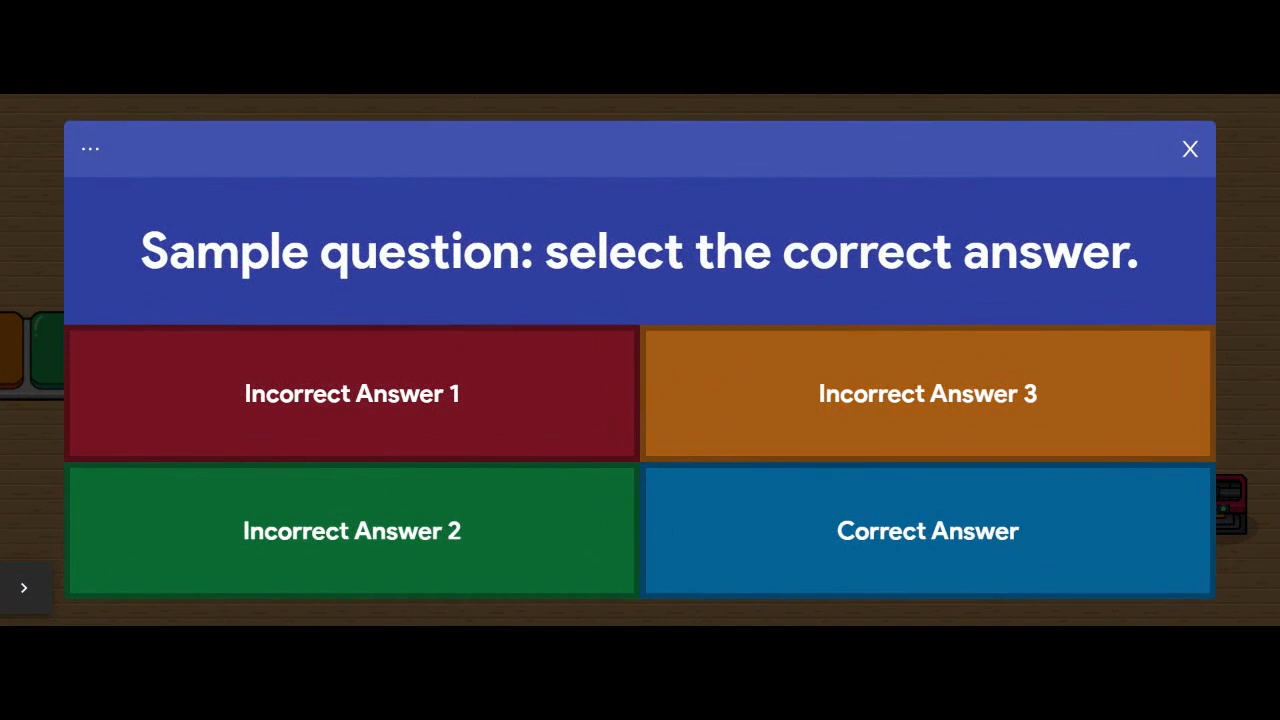 ...
X
Sample question: select the correct answer.
Incorrect Answer 1
Incorrect Answer 3
Incorrect Answer 2
Correct Answer